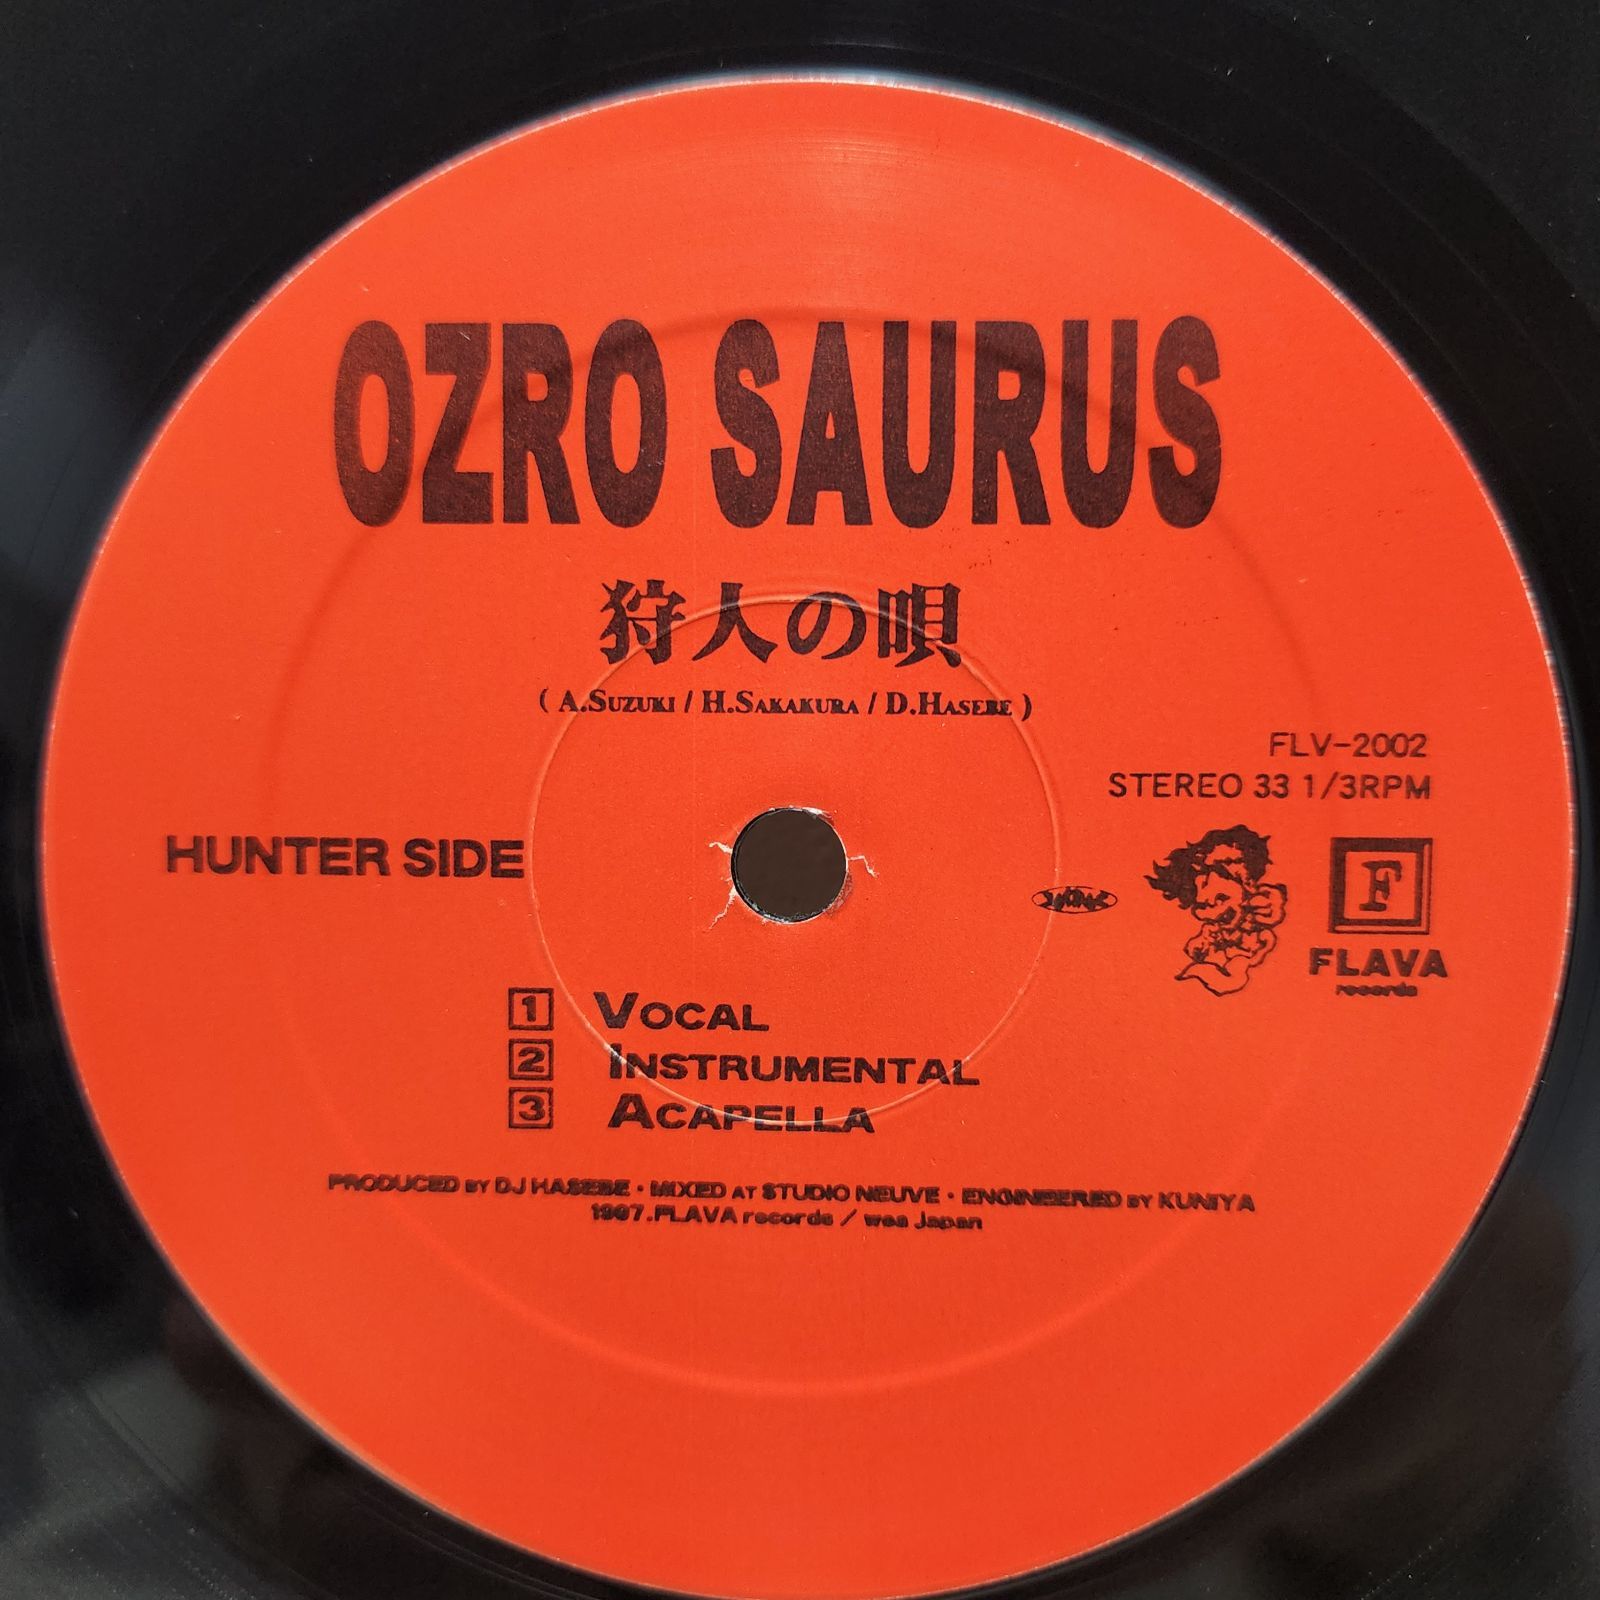 OZRO SAURUS
狩人の唄
( A.SUZUKI / H.SAKAKURA / D.HASEBE )
FLV-2002
STEREO 33 1/3RPM
HUNTER SIDE
F
FLAVA
records
1 VOCAL
2 INSTRUMENTAL
3 ACAPELLA
PRODUCED BY DJ HASEBE・MIXED AT STUDIO NEUVE・ENGINEERED BY KUNIYA
1997.FLAVA records / wea Japan